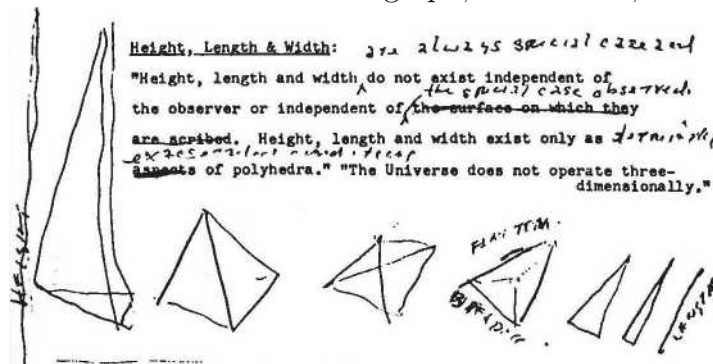 Height, Length & Width: are always special case and
"Height, length and width do not exist independent of
the special case observed.
the observer or independent of the surface on which they
are scribed. Height, length and width exist only as
aspects of polyhedra." "The Universe does not operate three-
dimensionally."
HEIGHT
LENGTH